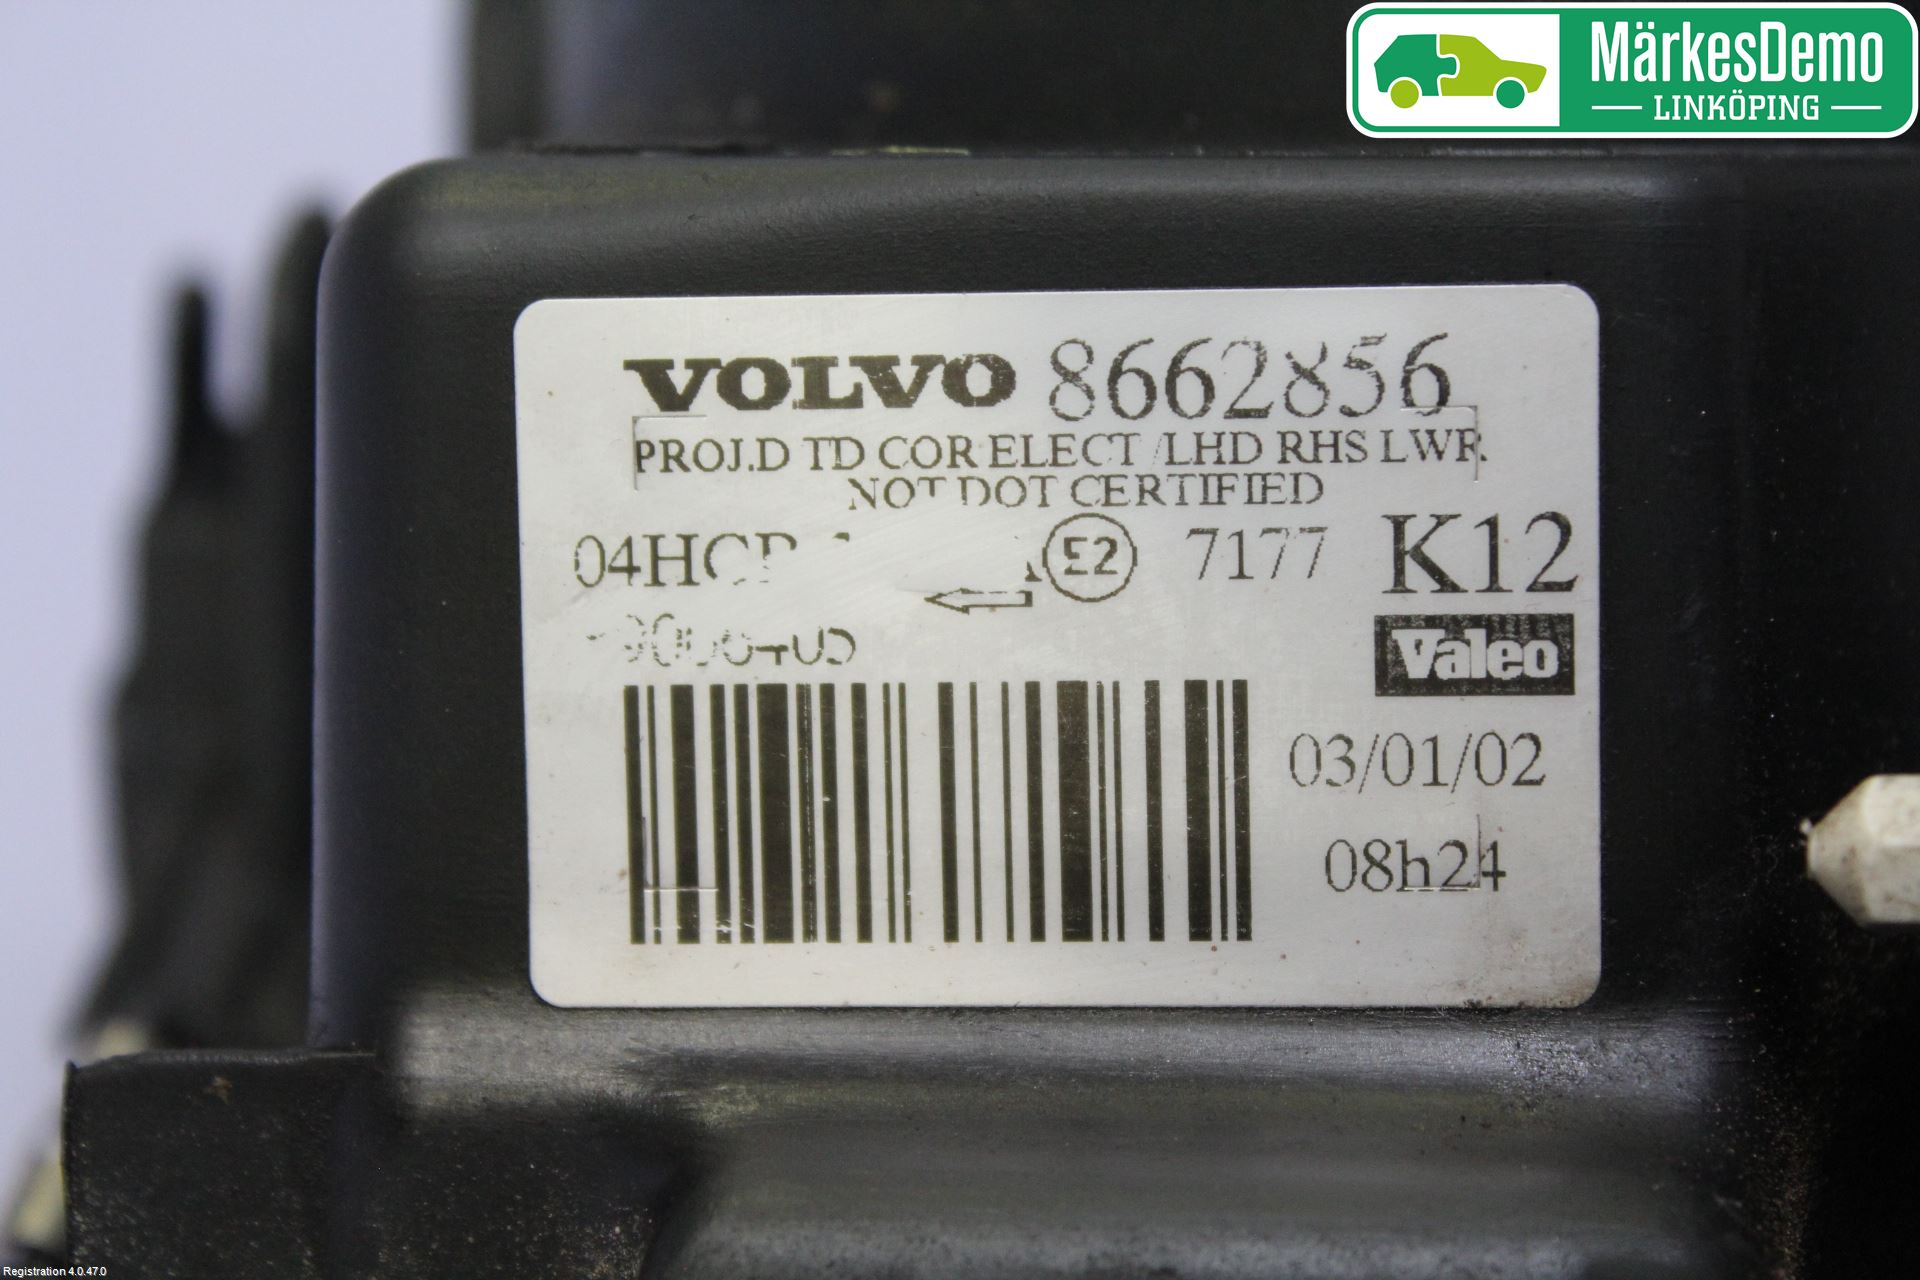 MärkesDemo
LINKÖPING
VOLVO 8662856
PROJ.D TD COR ELECT /LHD RHS LWR
NOT DOT CERTIFIED
E2 7177 K12
Valeo
03/01/02
08h24
Registration 4.0.47.0